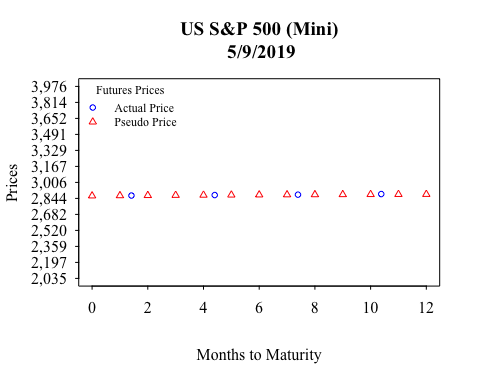 US S&P 500 (Mini)
5/9/2019
Futures Prices
Actual Price
Pseudo Price
Prices
3,976
3,814
3,652
3,491
3,329
3,167
3,006
2,844
2,682
2,520
2,359
2,197
2,035
0 2 4 6 8 10 12
Months to Maturity